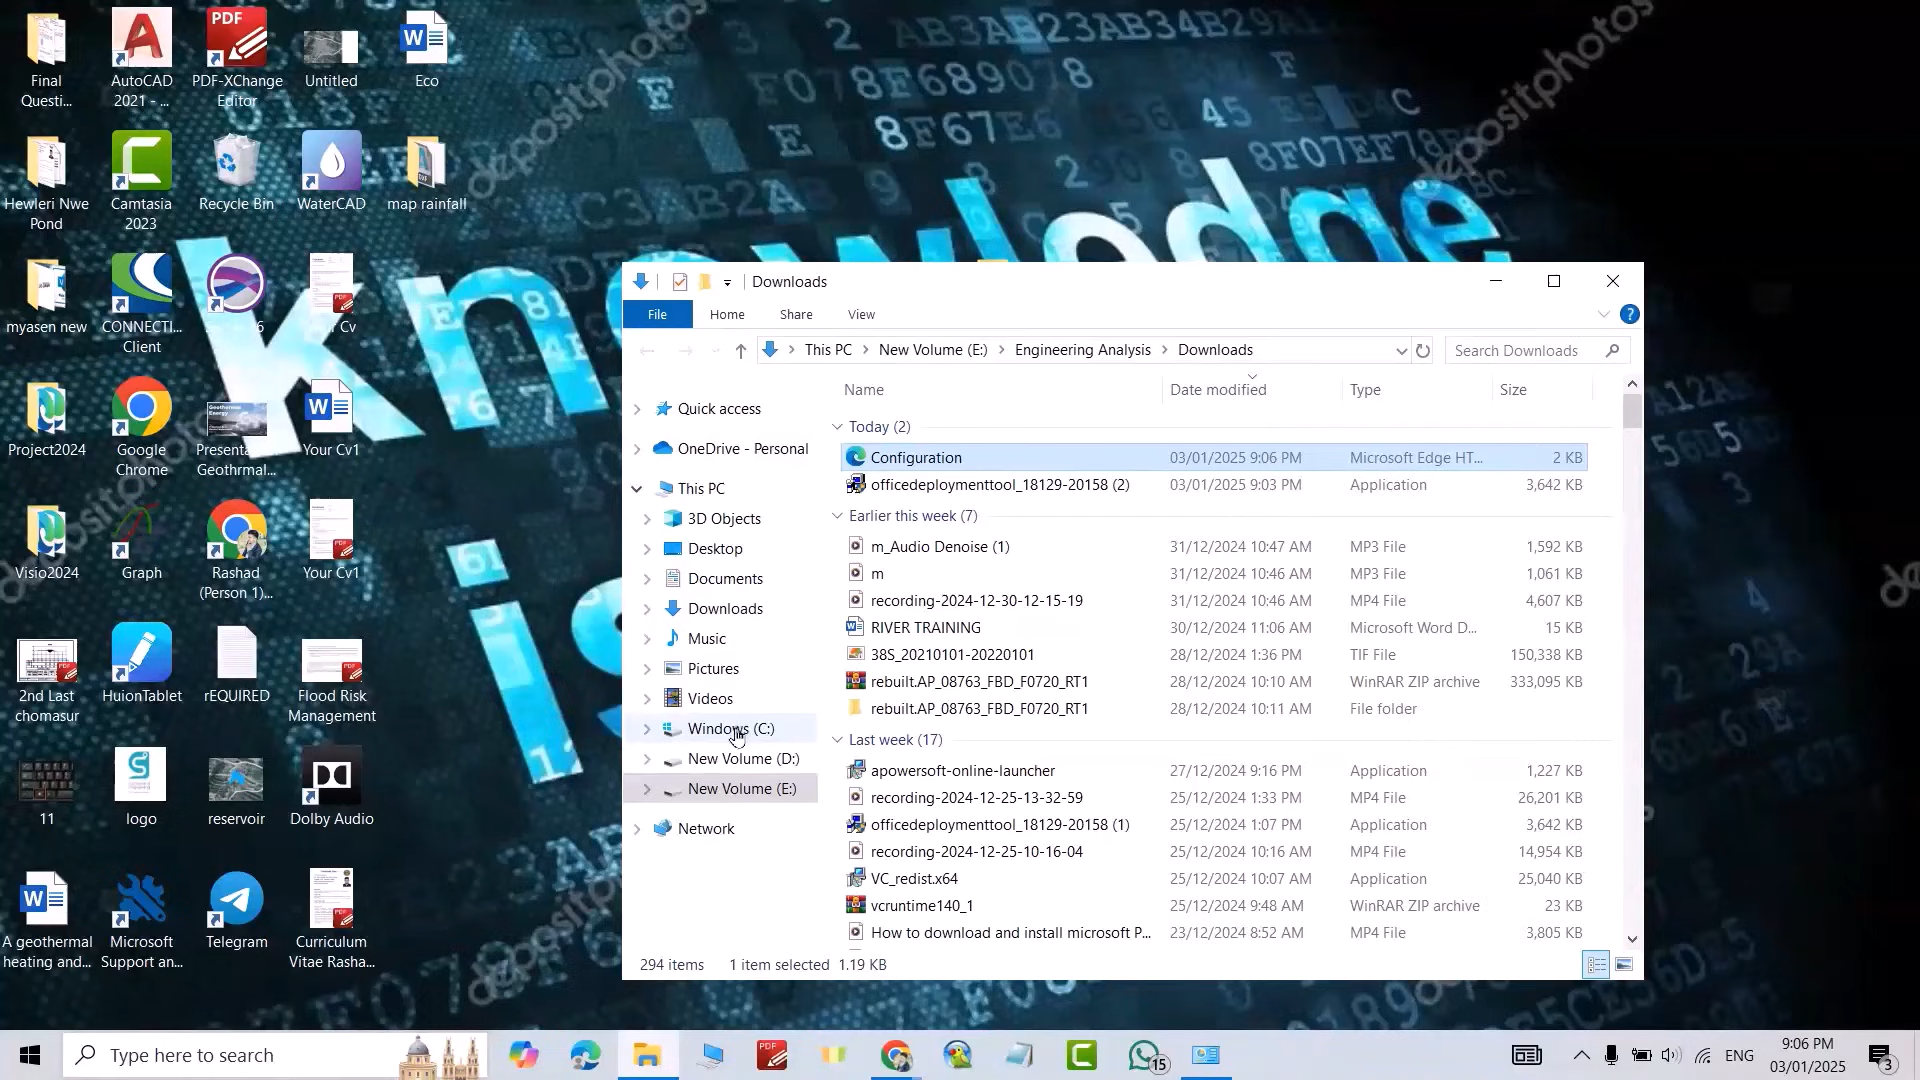 Final Questi...
AutoCAD 2021 - ...
PDF
PDF-XChange Editor
Untitled
Eco
Hewleri Nwe Pond
Camtasia 2023
Recycle Bin
WaterCAD
map rainfall
myasen new
CONNECTI... Client
Your Cv
Project2024
Google Chrome
Presenta... Geothrmal...
Your Cv1
Visio2024
Graph
Rashad (Person 1)...
Your Cv1
2nd Last chomasur
HuionTablet
rEQUIRED
Flood Risk Management
11
logo
reservoir
Dolby Audio
A geothermal heating and...
Microsoft Support an...
Telegram
Curriculum Vitae Rasha...
depositphotos
Downloads
File Home Share View
This PC > New Volume (E:) > Engineering Analysis > Downloads
Search Downloads
Quick access
OneDrive - Personal
This PC
3D Objects
Desktop
Documents
Downloads
Music
Pictures
Videos
Windows (C:)
New Volume (D:)
New Volume (E:)
Network
Name Date modified Type Size
Today (2)
Configuration 03/01/2025 9:06 PM Microsoft Edge HT... 2 KB
officedeploymenttool_18129-20158 (2) 03/01/2025 9:03 PM Application 3,642 KB
Earlier this week (7)
m_Audio Denoise (1) 31/12/2024 10:47 AM MP3 File 1,592 KB
m 31/12/2024 10:46 AM MP3 File 1,061 KB
recording-2024-12-30-12-15-19 31/12/2024 10:46 AM MP4 File 4,607 KB
RIVER TRAINING 30/12/2024 11:06 AM Microsoft Word D... 15 KB
38S_20210101-20220101 28/12/2024 1:36 PM TIF File 150,338 KB
rebuilt.AP_08763_FBD_F0720_RT1 28/12/2024 10:10 AM WinRAR ZIP archive 333,095 KB
rebuilt.AP_08763_FBD_F0720_RT1 28/12/2024 10:11 AM File folder
Last week (17)
apowersoft-online-launcher 27/12/2024 9:16 PM Application 1,227 KB
recording-2024-12-25-13-32-59 25/12/2024 1:33 PM MP4 File 26,201 KB
officedeploymenttool_18129-20158 (1) 25/12/2024 1:07 PM Application 3,642 KB
recording-2024-12-25-10-16-04 25/12/2024 10:16 AM MP4 File 14,954 KB
VC_redist.x64 25/12/2024 10:07 AM Application 25,040 KB
vcruntime140_1 25/12/2024 9:48 AM WinRAR ZIP archive 23 KB
How to download and install microsoft P... 23/12/2024 8:52 AM MP4 File 3,805 KB
294 items 1 item selected 1.19 KB
Type here to search
PDF
15
ENG
9:06 PM
03/01/2025
3